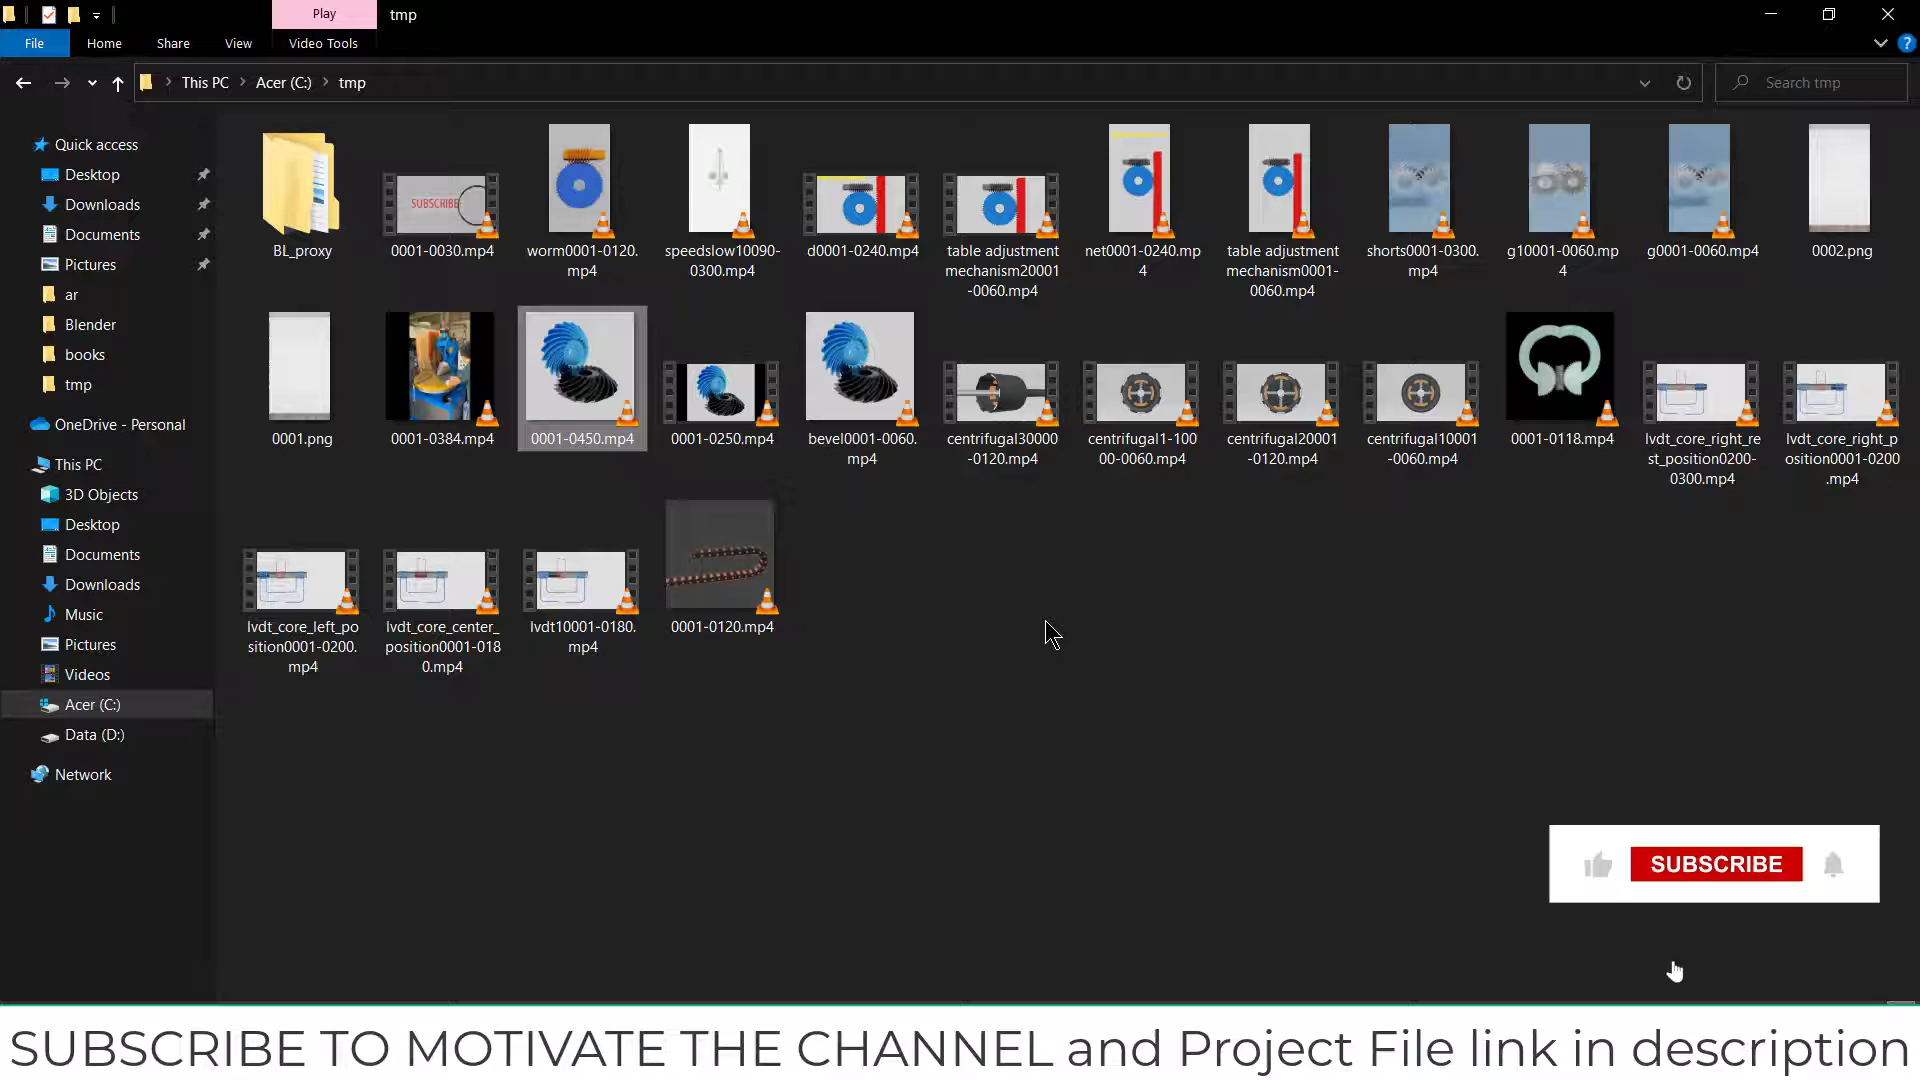 Play
tmp
File
Home
Share
View
Video Tools
This PC
Acer (C:)
tmp
Search tmp
Quick access
Desktop
Downloads
Documents
Pictures
ar
Blender
books
tmp
OneDrive - Personal
This PC
3D Objects
Desktop
Documents
Downloads
Music
Pictures
Videos
Acer (C:)
Data (D:)
Network
BL_proxy
SUBSCRIBE
0001-0030.mp4
worm0001-0120.
mp4
speedslow10090-
0300.mp4
d0001-0240.mp4
table adjustment
mechanism20001
-0060.mp4
net0001-0240.mp
4
table adjustment
mechanism0001-
0060.mp4
shorts0001-0300.
mp4
g10001-0060.mp
4
g0001-0060.mp4
0002.png
0001.png
0001-0384.mp4
0001-0450.mp4
0001-0250.mp4
bevel0001-0060.
mp4
centrifugal30000
-0120.mp4
centrifugal1-100
00-0060.mp4
centrifugal20001
-0120.mp4
centrifugal10001
-0060.mp4
0001-0118.mp4
lvdt_core_right_re
st_position0200-
0300.mp4
lvdt_core_right_p
osition0001-0200
.mp4
lvdt_core_left_po
sition0001-0200.
mp4
lvdt_core_center_
position0001-018
0.mp4
lvdt10001-0180.
mp4
0001-0120.mp4
SUBSCRIBE
SUBSCRIBE TO MOTIVATE THE CHANNEL and Project File link in description